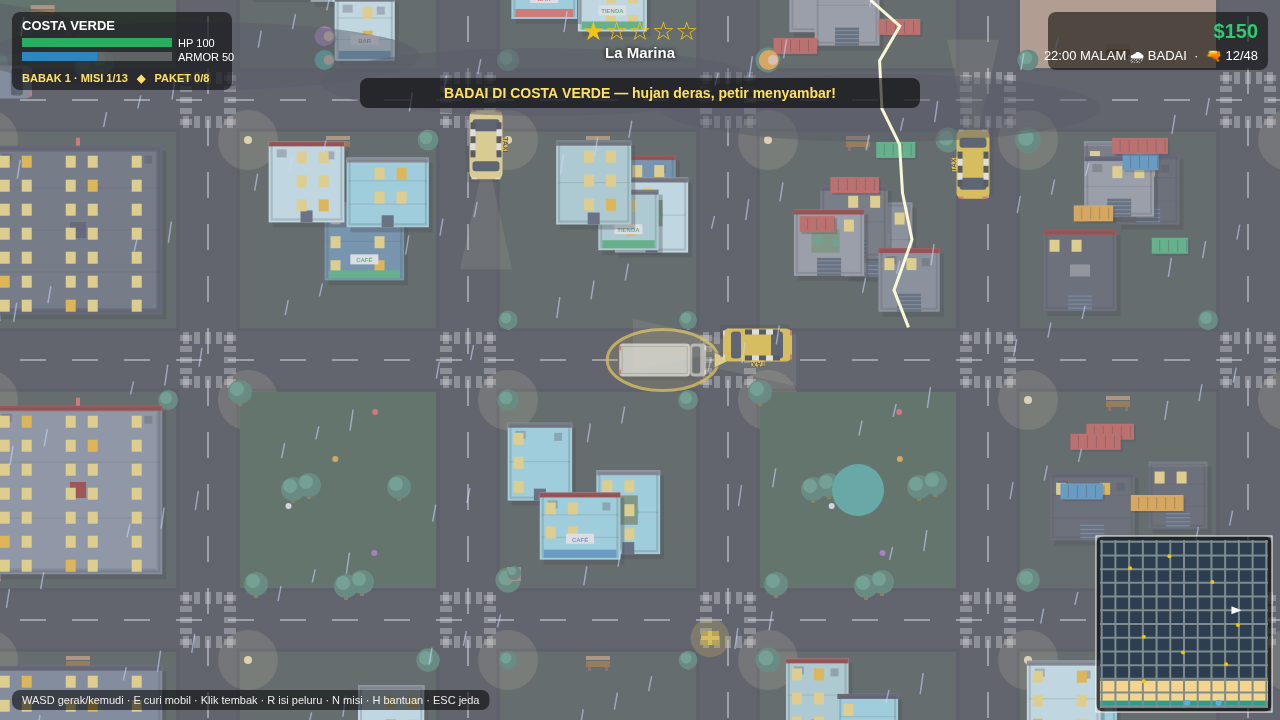 COSTA VERDE
HP 100
ARMOR 50
BABAK 1 · MISI 1/13 ◆ PAKET 0/8
★☆☆☆☆☆
La Marina
$150
22:00 MALAM 🌧 BADAI · 🔫 12/48
BADAI DI COSTA VERDE — hujan deras, petir menyambar!
BAR
TIENDA
TAXI
TAXI
TIENDA
CAFÉ
TAXI
CAFÉ
WASD gerak/kemudi · E curi mobil · Klik tembak · R isi peluru · N misi · H bantuan · ESC jeda